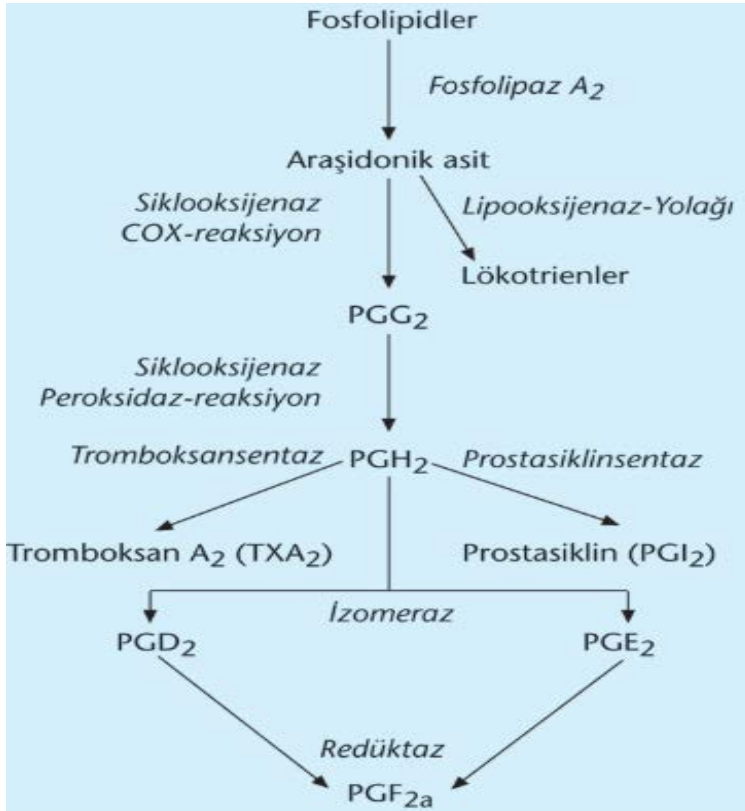 Fosfolipidler
Fosfolipaz A2
Araşidonik asit
Siklooksijenaz
COX-reaksiyon
Lipooksijenaz-Yolağı
Lökotrienler
PGG2
Siklooksijenaz
Peroksidaz-reaksiyon
Tromboksansentaz
PGH2
Prostasiklinsentaz
Tromboksan A2 (TXA2)
Prostasiklin (PGI2)
İzomeraz
PGD2
PGE2
Redüktaz
PGF2a